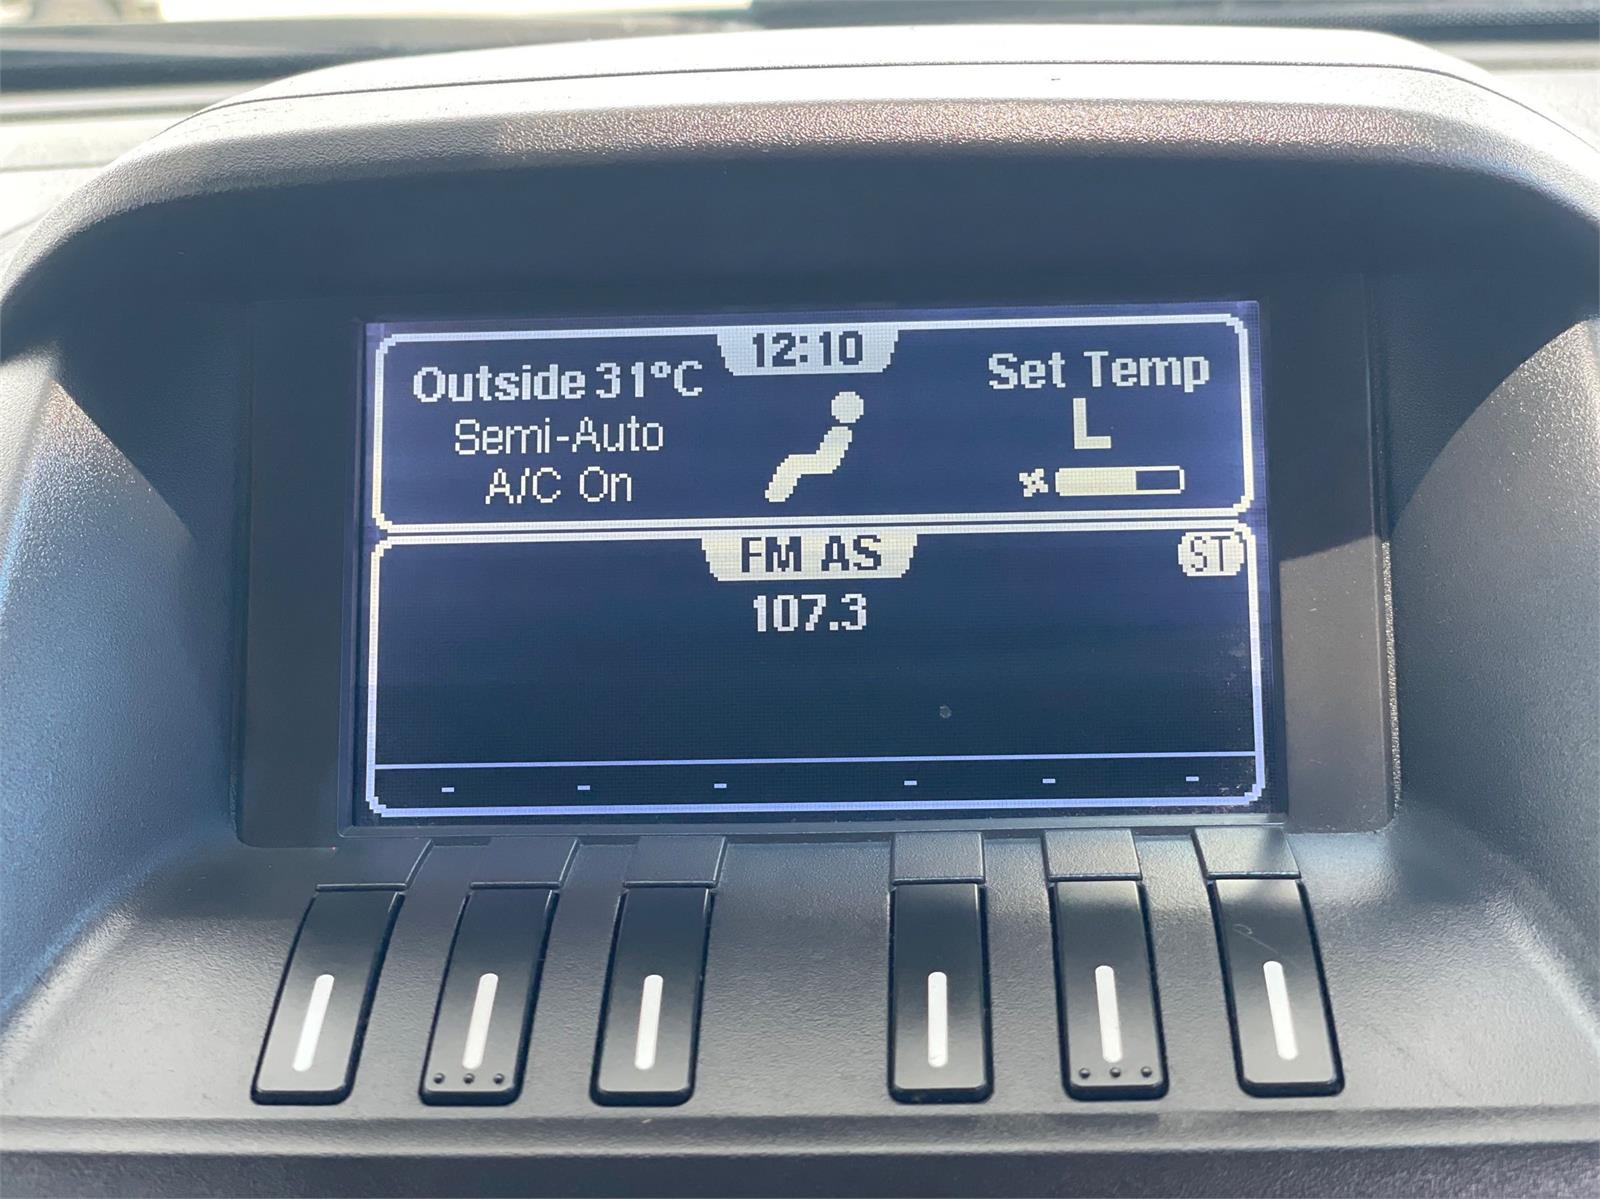 12:10
Outside 31°C
Semi-Auto
A/C On
Set Temp
L
FM AS
ST
107.3
- - - - - -